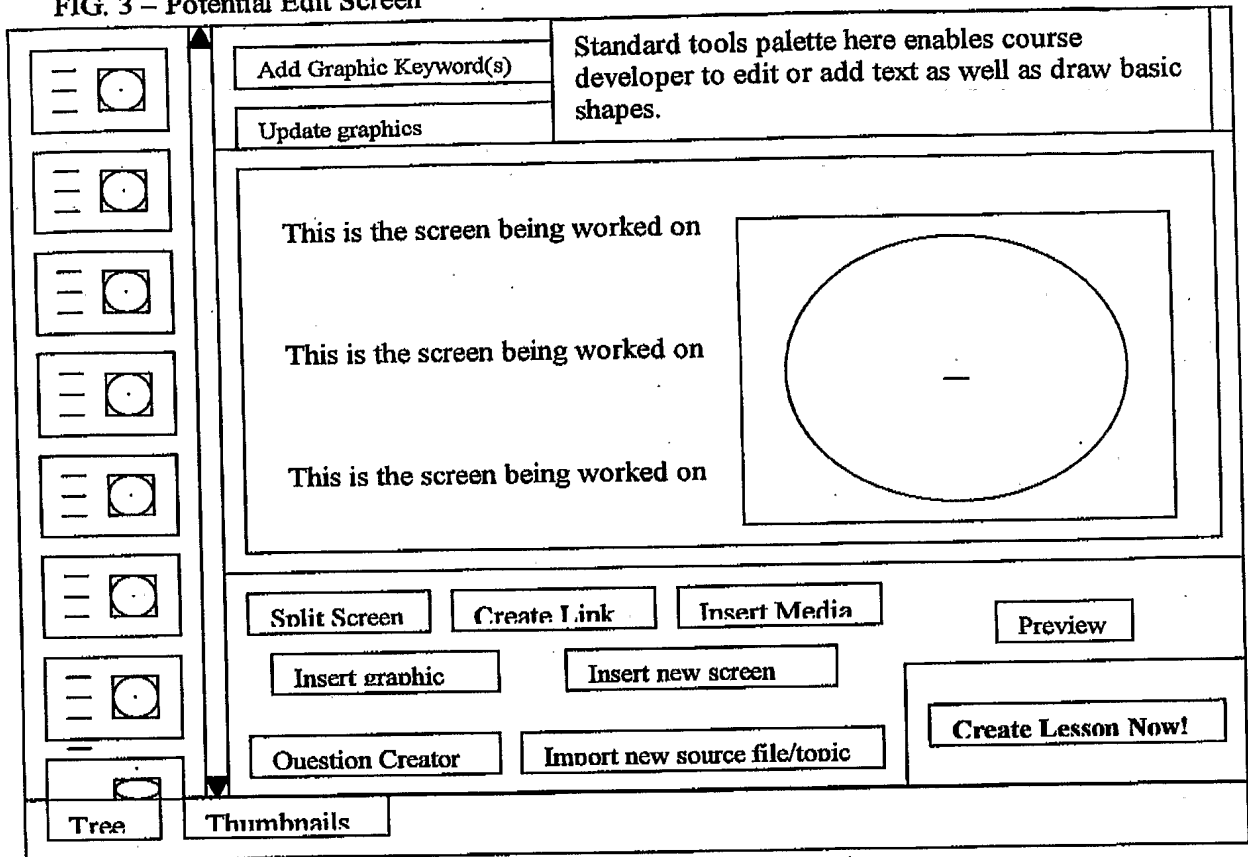 FIG. 3 – Potential Edit Screen
Add Graphic Keyword(s)
Update graphics
Standard tools palette here enables course
developer to edit or add text as well as draw basic
shapes.
This is the screen being worked on
This is the screen being worked on
This is the screen being worked on
Split Screen
Create Link
Insert Media
Preview
Insert graphic
Insert new screen
Create Lesson Now!
Question Creator
Import new source file/topic
Tree
Thumbnails